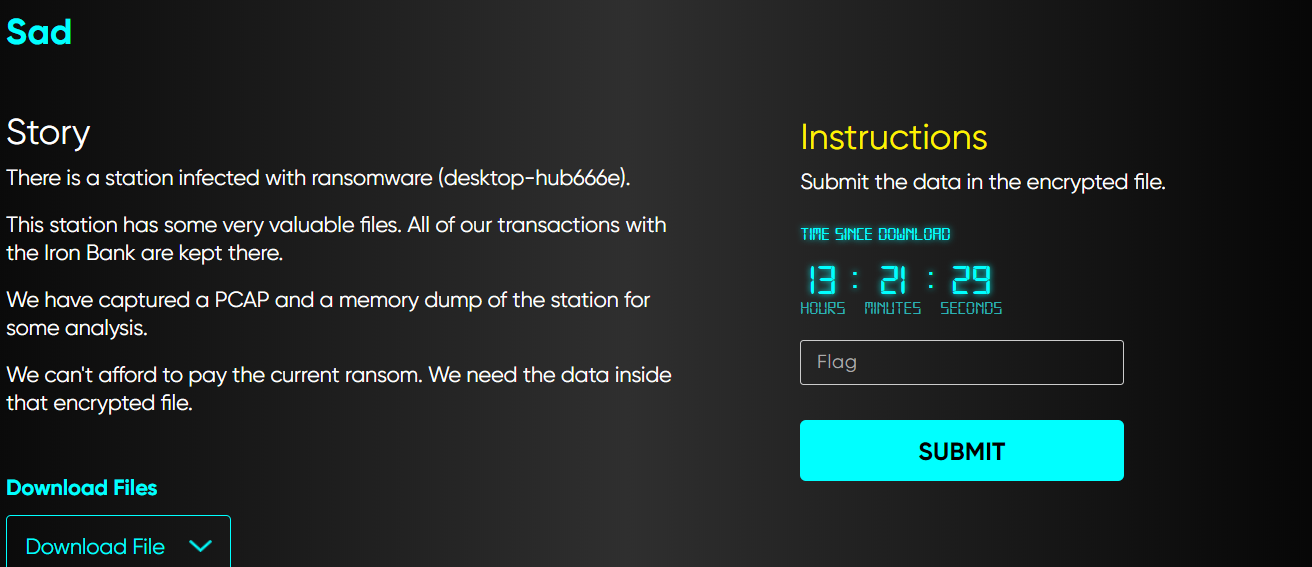 Sad
Story
There is a station infected with ransomware (desktop-hub666e).
This station has some very valuable files. All of our transactions with
the Iron Bank are kept there.
We have captured a PCAP and a memory dump of the station for
some analysis.
We can't afford to pay the current ransom. We need the data inside
that encrypted file.
Download Files
Download File
Instructions
Submit the data in the encrypted file.
TIME SINCE DOWNLOAD
13 : 21 : 29
HOURS MINUTES SECONDS
Flag
SUBMIT